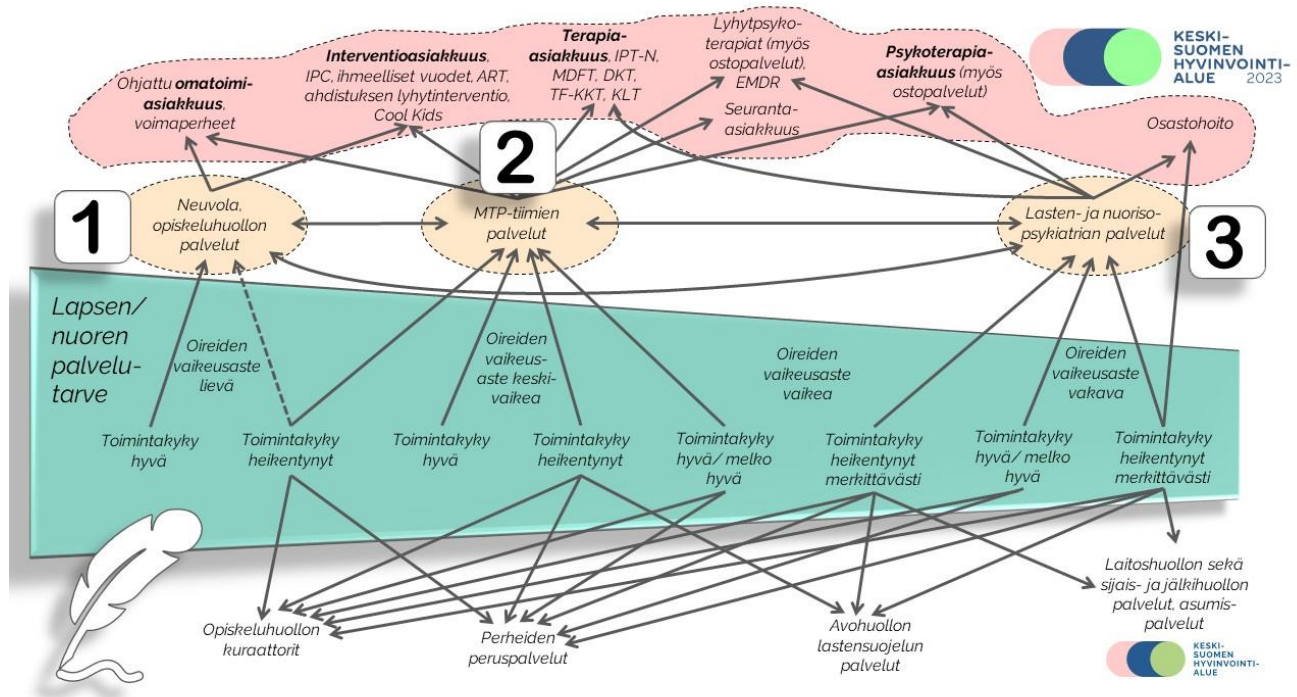 KESKI-
SUOMEN
HYVINVOINTI-
ALUE 2023
Ohjattu omatoimi-
asiakkuus,
voimaperheet
Interventioasiakkuus,
IPC, ihmeelliset vuodet, ART,
ahdistuksen lyhytinterventio,
Cool Kids
Terapia-
asiakkuus, IPT-N,
MDFT, DKT,
TF-KKT, KLT
Lyhytpsyko-
terapiat (myös
ostopalvelut),
EMDR
Seuranta-
asiakkuus
Psykoterapia-
asiakkuus (myös
ostopalvelut)
Osastohoito
1
Neuvola,
opiskeluhuollon
palvelut
2
MTP-tiimien
palvelut
Lasten- ja nuoriso-
psykiatrian palvelut
3
Lapsen/
nuoren
palvelu-
tarve
Oireiden
vaikeusaste
lievä
Oireiden
vaikeus-
aste keski-
vaikea
Oireiden
vaikeusaste
vaikea
Oireiden
vaikeusaste
vakava
Toimintakyky
hyvä
Toimintakyky
heikentynyt
Toimintakyky
hyvä
Toimintakyky
heikentynyt
Toimintakyky
hyvä/ melko
hyvä
Toimintakyky
heikentynyt
merkittävästi
Toimintakyky
hyvä/ melko
hyvä
Toimintakyky
heikentynyt
merkittävästi
Opiskeluhuollon
kuraattorit
Perheiden
peruspalvelut
Avohuollon
lastensuojelun
palvelut
Laitoshuollon sekä
sijais- ja jälkihuollon
palvelut, asumis-
palvelut
KESKI-
SUOMEN
HYVINVOINTI-
ALUE